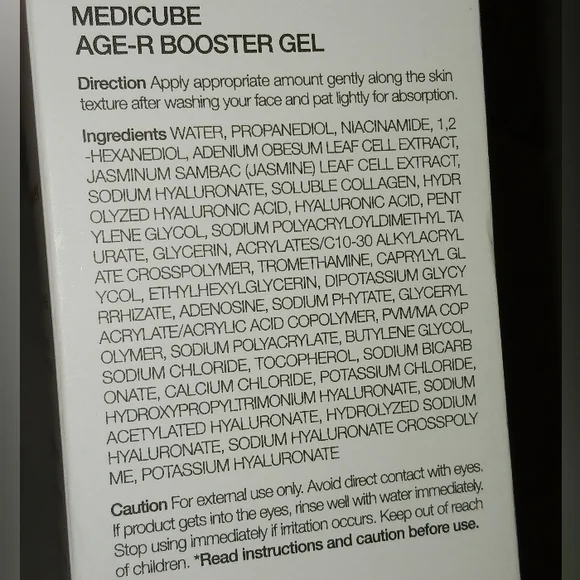 MEDICUBE
AGE-R BOOSTER GEL
Direction Apply appropriate amount gently along the skin
texture after washing your face and pat lightly for absorption.
Ingredients WATER, PROPANEDIOL, NIACINAMIDE, 1,2
-HEXANEDIOL, ADENIUM OBESUM LEAF CELL EXTRACT,
JASMINUM SAMBAC (JASMINE) LEAF CELL EXTRACT,
SODIUM HYALURONATE, SOLUBLE COLLAGEN, HYDR
OLYZED HYALURONIC ACID, HYALURONIC ACID, PENT
YLENE GLYCOL, SODIUM POLYACRYLOYLDIMETHYL TA
URATE, GLYCERIN, ACRYLATES/C10-30 ALKYLACRYL
ATE CROSSPOLYMER, TROMETHAMINE, CAPRYLYL GL
YCOL, ETHYLHEXYLGLYCERIN, DIPOTASSIUM GLYCY
RRHIZATE, ADENOSINE, SODIUM PHYTATE, GLYCERYL
ACRYLATE/ACRYLIC ACID COPOLYMER, PVM/MA COP
OLYMER, SODIUM POLYACRYLATE, BUTYLENE GLYCOL,
SODIUM CHLORIDE, TOCOPHEROL, SODIUM BICARB
ONATE, CALCIUM CHLORIDE, POTASSIUM CHLORIDE,
HYDROXYPROPYLTRIMONIUM HYALURONATE, SODIUM
ACETYLATED HYALURONATE, HYDROLYZED SODIUM
HYALURONATE, SODIUM HYALURONATE CROSSPOLY
ME, POTASSIUM HYALURONATE
Caution For external use only. Avoid direct contact with eyes.
If product gets into the eyes, rinse well with water immediately.
Stop using immediately if irritation occurs. Keep out of reach
of children. *Read instructions and caution before use.